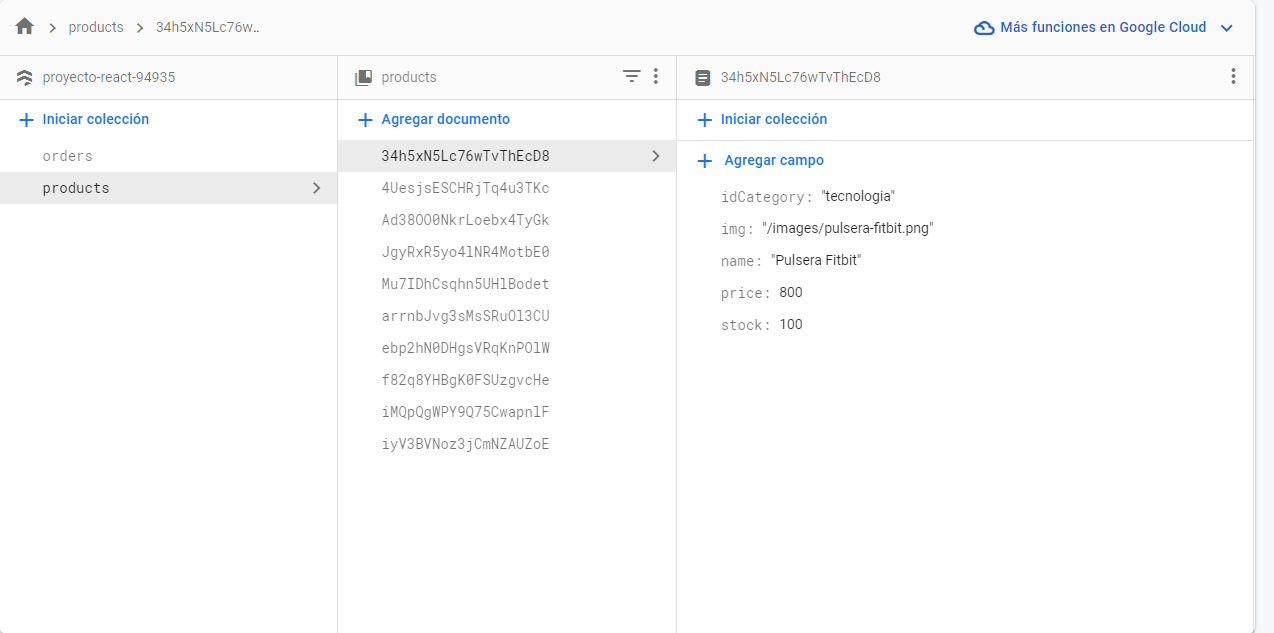 products 34h5xN5Lc76w.. Más funciones en Google Cloud
proyecto-react-94935
products
34h5xN5Lc76wTvThEcD8
Iniciar colección
Agregar documento
Iniciar colección
orders
products
34h5xN5Lc76wTvThEcD8
4UesjsESCHRjTq4u3TKc
Ad38OO0NkrLoebx4TyGk
JgyRxR5yo4lNR4MotbE0
Mu7IDhCsqhn5UHlBodet
arrnbJvg3sMsSRuOl3CU
ebp2hN0DHgsVRqKnPOlW
f82q8YHBgK0FSUzgvcHe
iMQpQgWPY9Q75CwapnlF
iyV3BVNoz3jCmNZAUZoE
Agregar campo
idCategory: "tecnologia"
img: "/images/pulsera-fitbit.png"
name: "Pulsera Fitbit"
price: 800
stock: 100